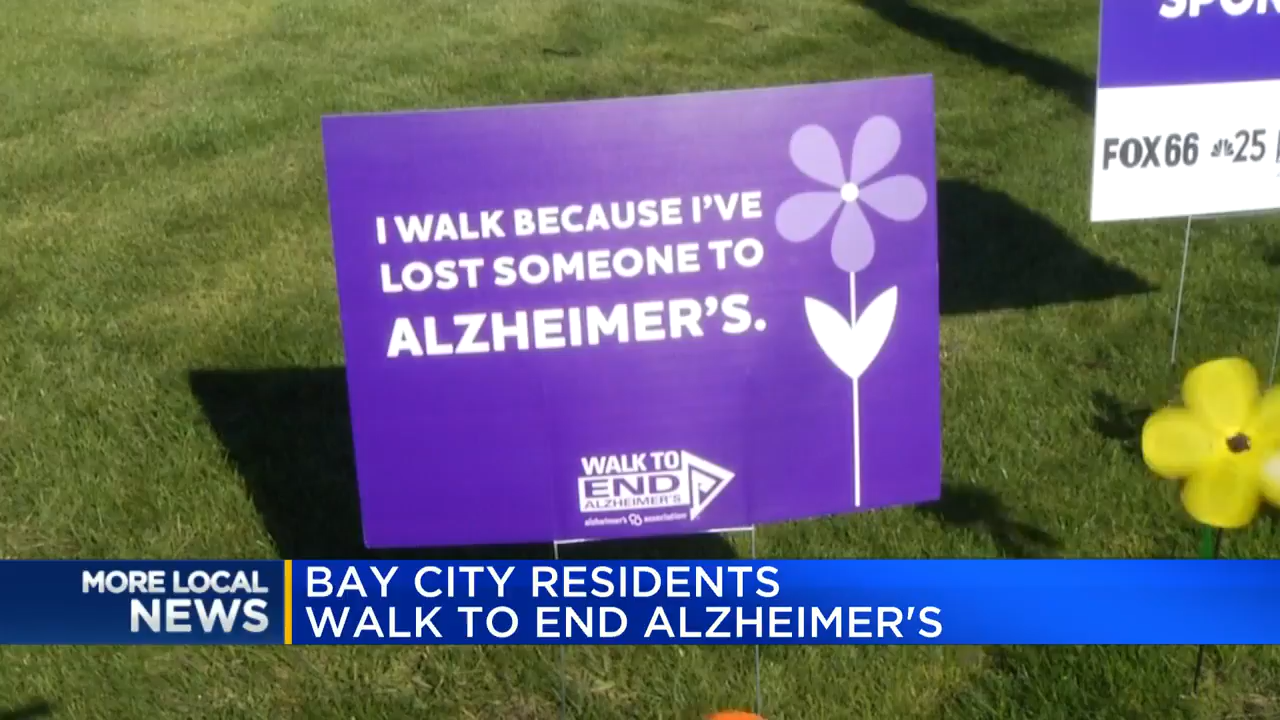 FOX66 25
I WALK BECAUSE I'VE
LOST SOMEONE TO
ALZHEIMER'S.
WALK TO
END
ALZHEIMER'S
alzheimer's association
MORE LOCAL
NEWS
BAY CITY RESIDENTS
WALK TO END ALZHEIMER'S